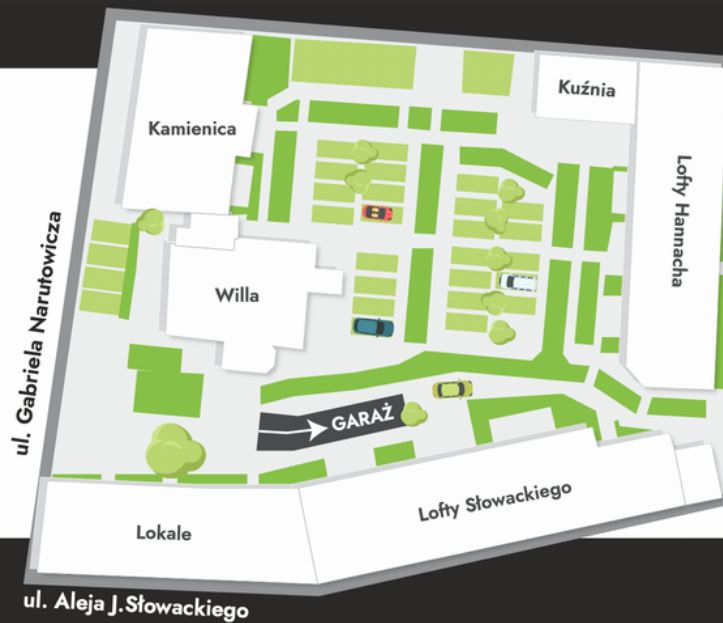 Kuźnia
Kamienica
Lofty Hannacha
ul. Gabriela Narutowicza
Willa
GARAŻ
Lofty Słowackiego
Lokale
ul. Aleja J.Słowackiego